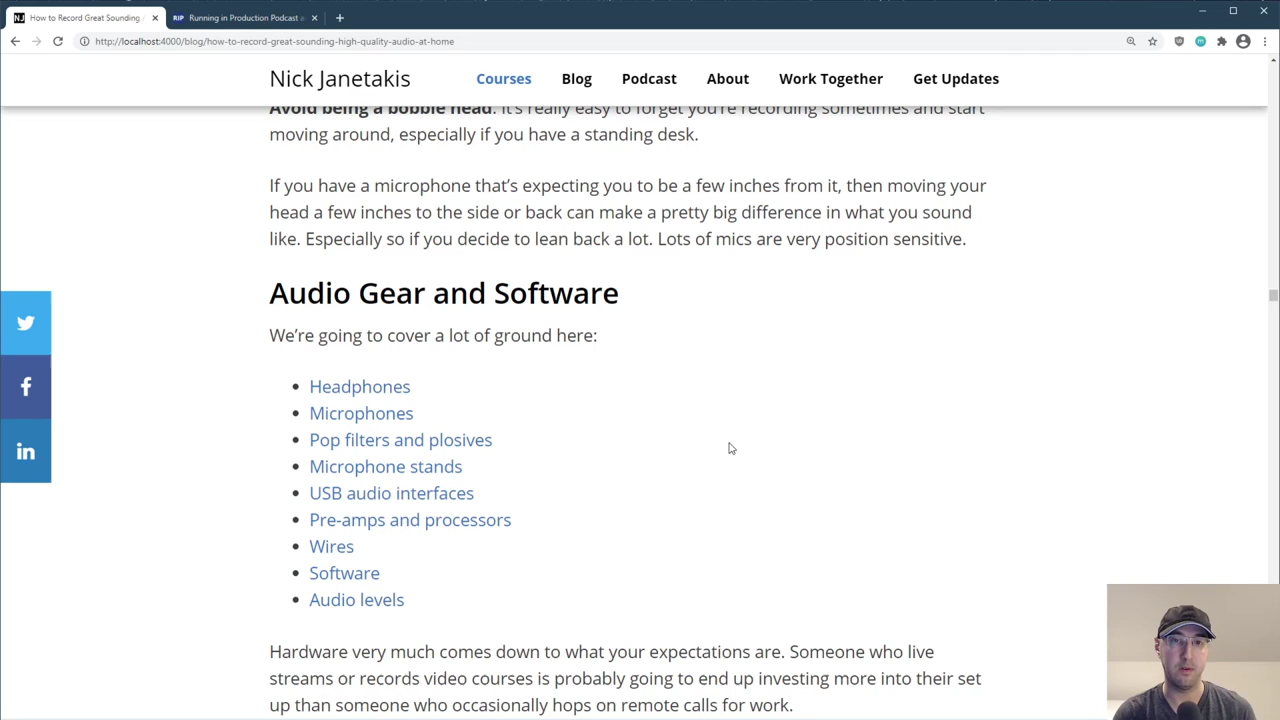 How to Record Great Sounding
Running in Production Podcast a
http://localhost:4000/blog/how-to-record-great-sounding-high-quality-audio-at-home
Nick Janetakis
Courses
Blog
Podcast
About
Work Together
Get Updates
Avoid being a bobble head. It's really easy to forget you're recording sometimes and start
moving around, especially if you have a standing desk.
If you have a microphone that's expecting you to be a few inches from it, then moving your
head a few inches to the side or back can make a pretty big difference in what you sound
like. Especially so if you decide to lean back a lot. Lots of mics are very position sensitive.
Audio Gear and Software
We're going to cover a lot of ground here:
Headphones
Microphones
Pop filters and plosives
Microphone stands
USB audio interfaces
Pre-amps and processors
Wires
Software
Audio levels
Hardware very much comes down to what your expectations are. Someone who live
streams or records video courses is probably going to end up investing more into their set
up than someone who occasionally hops on remote calls for work.